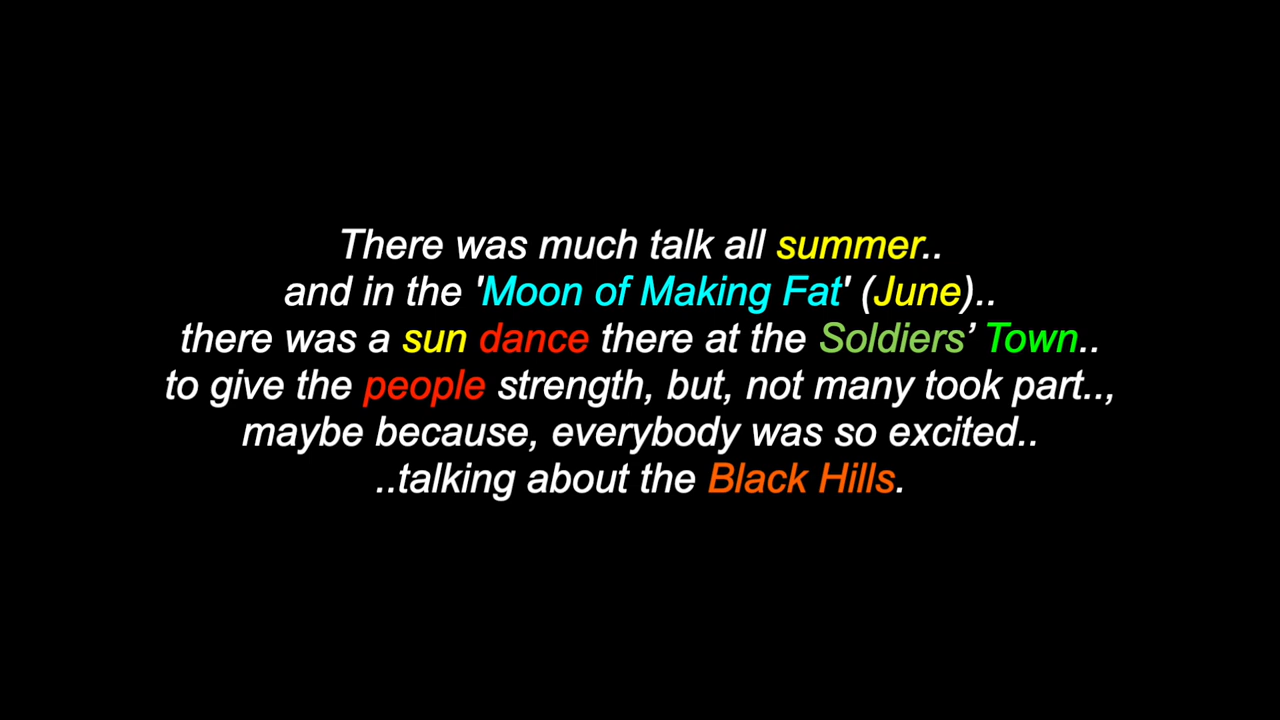 There was much talk all summer..
and in the 'Moon of Making Fat' (June)..
there was a sun dance there at the Soldiers’ Town..
to give the people strength, but, not many took part..,
maybe because, everybody was so excited..
..talking about the Black Hills.